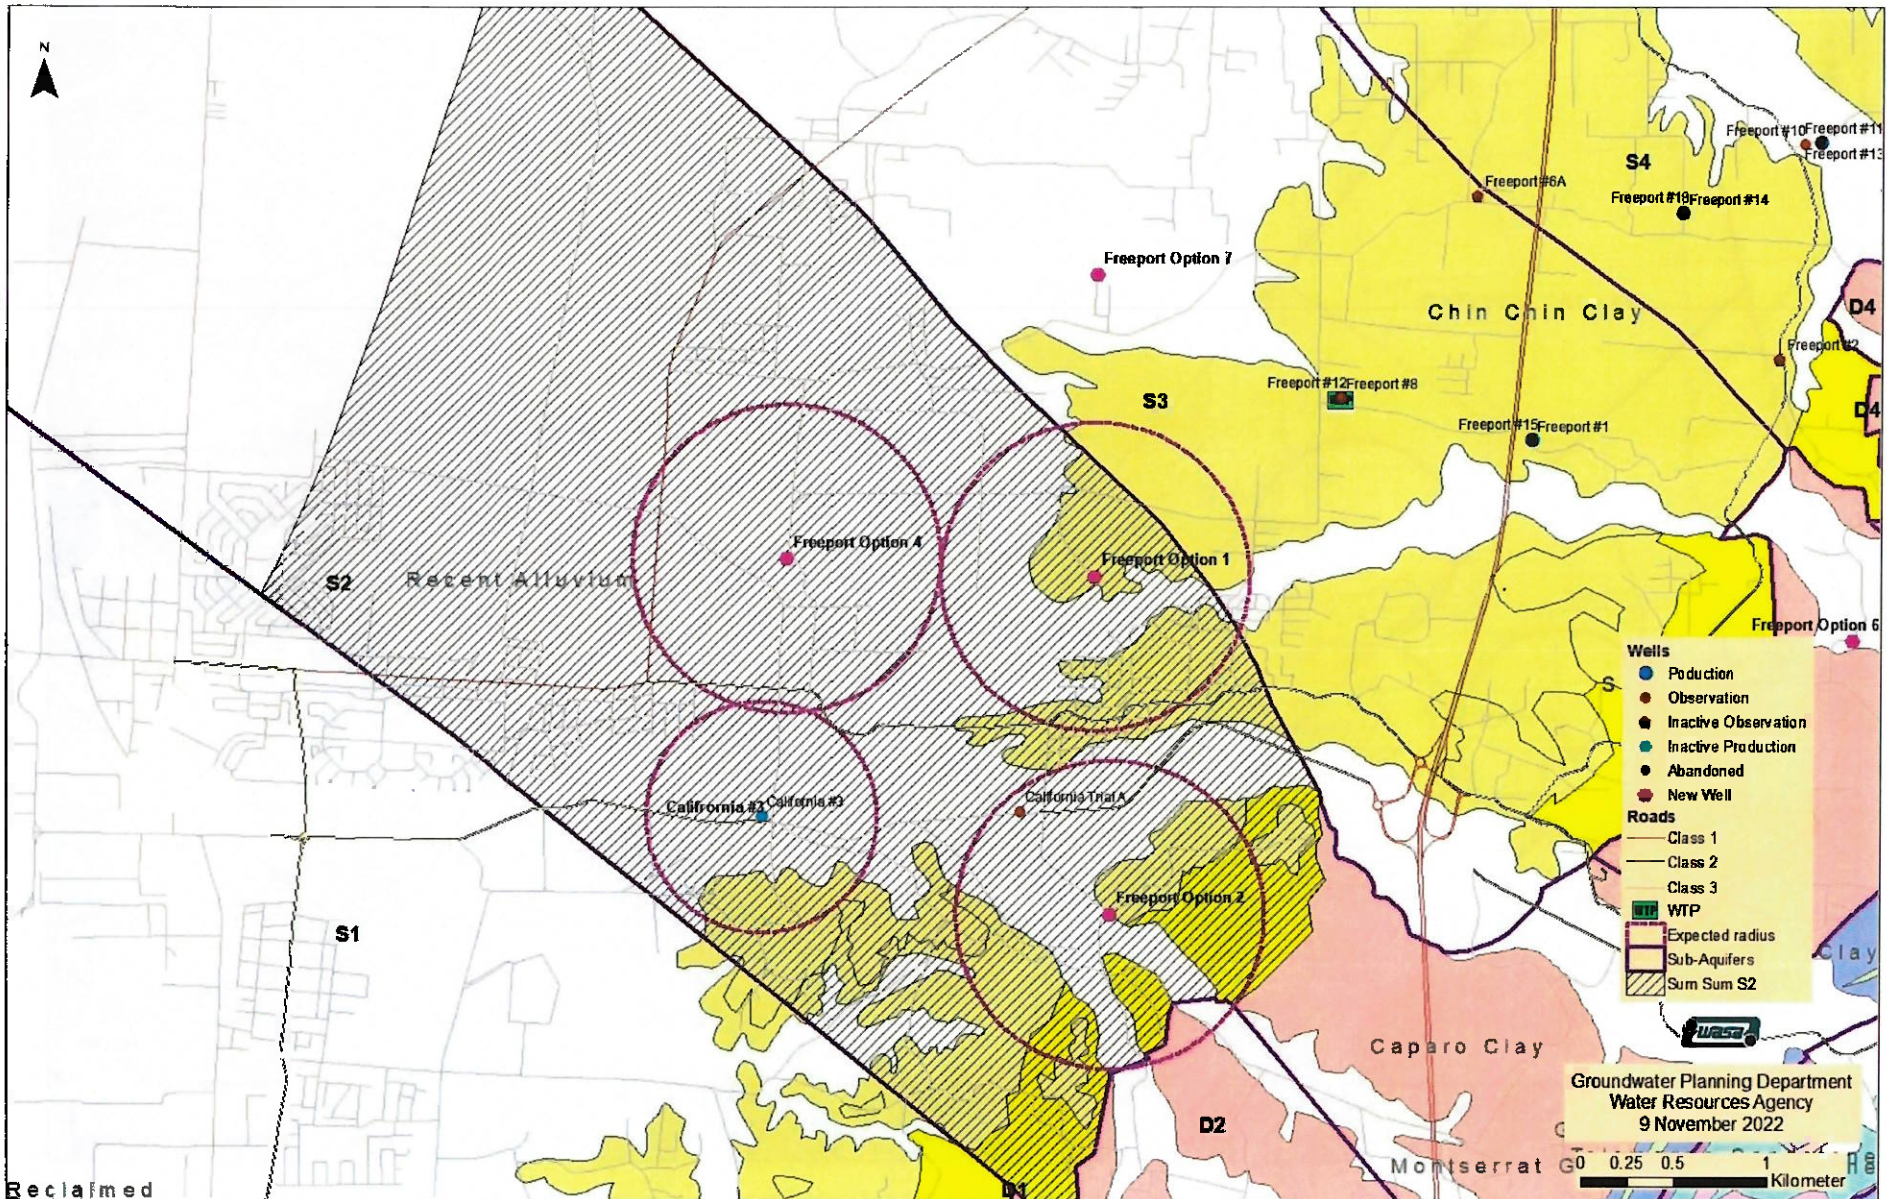 N
Freeport #10
Freeport #11
Freeport #13
S4
Freeport #6A
Freeport #14
Freeport Option 7
Chin Chin Clay
D4
Freeport #2
Freeport #12
Freeport #8
S3
D4
Freeport #15
Freeport #1
Freeport Option 4
Freeport Option 1
S2
Recent Alluvium
Freeport Option 6
S
California #3
California #3
California Trial A
Freeport Option 2
S1
Clay
Caparo Clay
D2
Montserrat G
Reclaimed
D1
Wells
Poduction
Observation
Inactive Observation
Inactive Production
Abandoned
New Well
Roads
Class 1
Class 2
Class 3
WTP
WTP
Expected radius
Sub-Aquifers
Sum Sum S2
wasa
Groundwater Planning Department
Water Resources Agency
9 November 2022
0 0.25 0.5 1
Kilometer